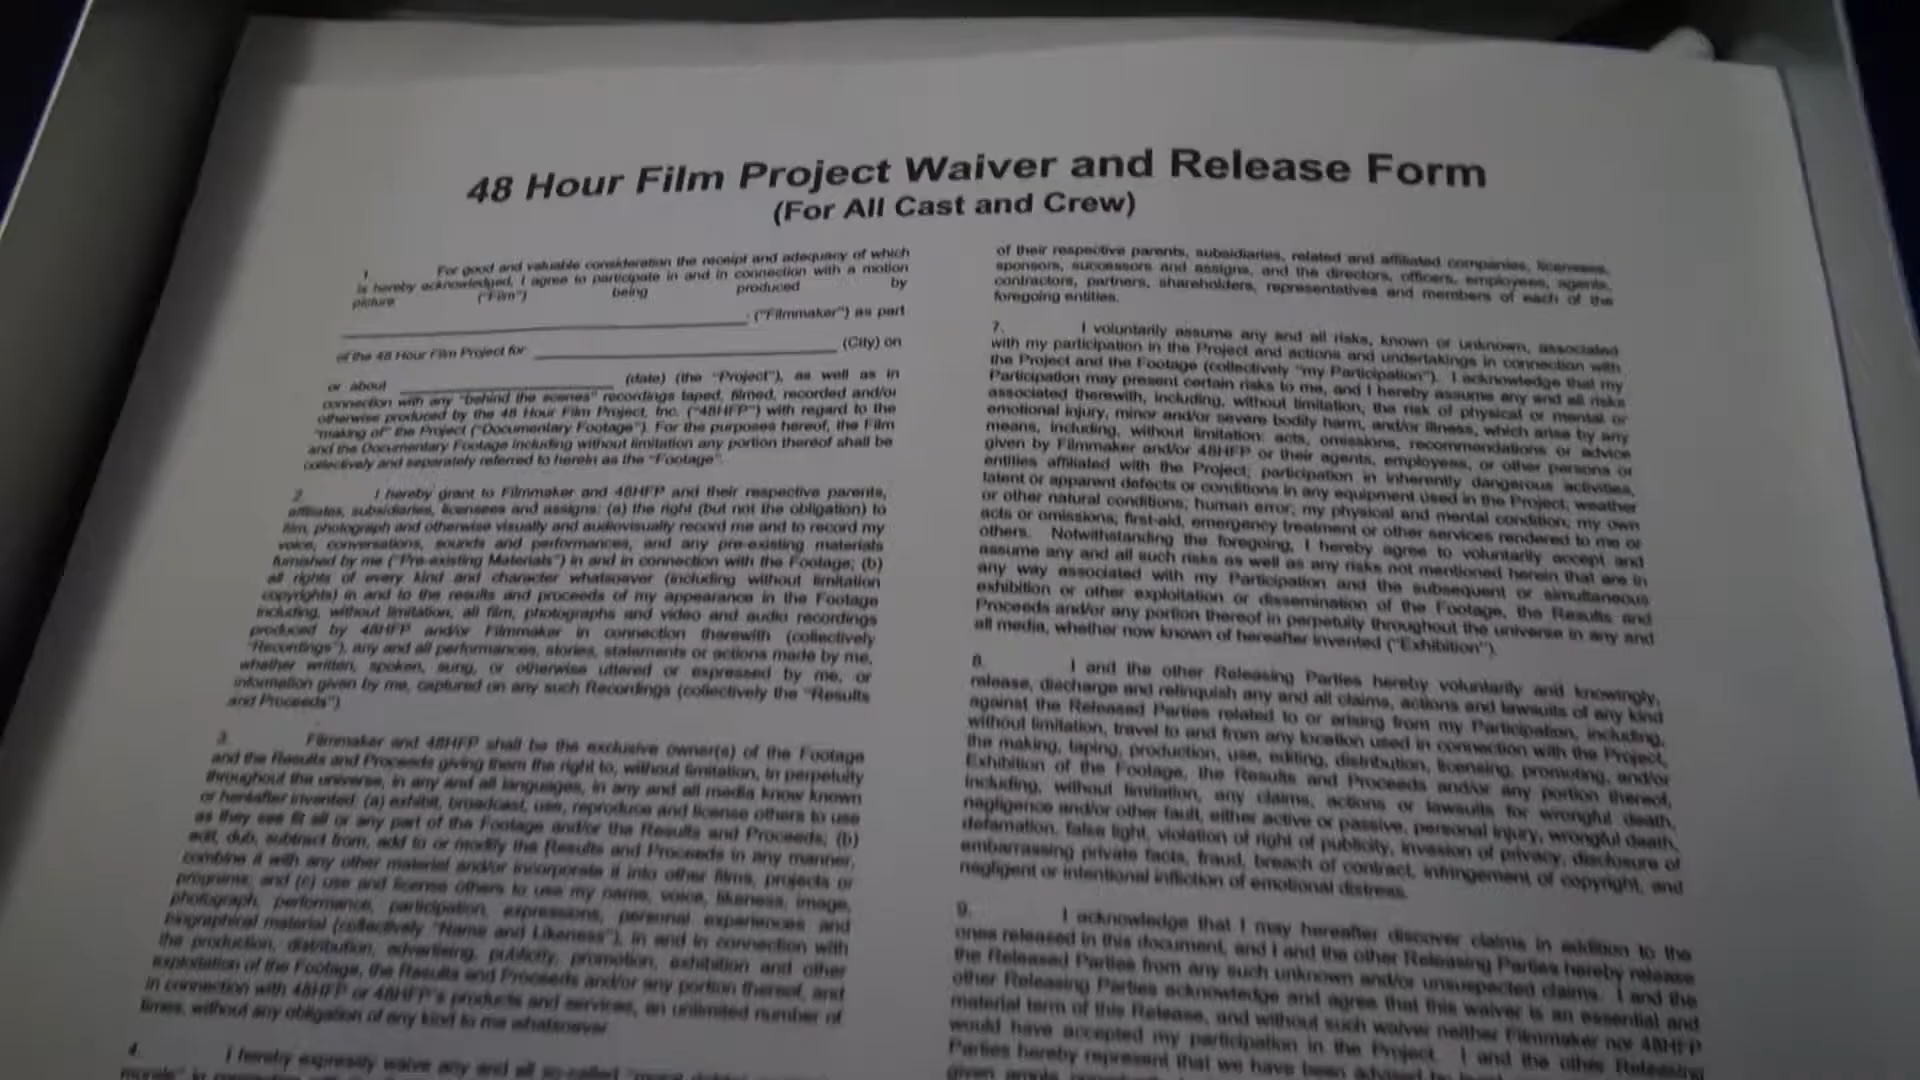 48 Hour Film Project Waiver and Release Form
(For All Cast and Crew)
1. For good and valuable consideration the receipt and adequacy of which
is hereby acknowledged, I agree to participate in and in connection with a motion
picture ("Film") being produced by
("Filmmaker") as part
of the 48 Hour Film Project for (City) on
or about (date) (the "Project"), as well as in
connection with any "behind the scenes" recordings taped, filmed, recorded and/or
otherwise produced by the 48 Hour Film Project, Inc. ("48HFP") with regard to the
"making of" the Project ("Documentary Footage"). For the purposes hereof, the Film
and the Documentary Footage including without limitation any portion thereof shall be
collectively and separately referred to herein as the "Footage".
2. I hereby grant to Filmmaker and 48HFP and their respective parents,
affiliates, subsidiaries, licensees and assigns: (a) the right (but not the obligation) to
film, photograph and otherwise visually and audiovisually record me and to record my
voice, conversations, sounds and performances, and any pre-existing materials
furnished by me ("Pre-existing Materials") in and in connection with the Footage; (b)
all rights of every kind and character whatsoever (including without limitation
copyrights) in and to the results and proceeds of my appearance in the Footage
including, without limitation, all film, photographs and video and audio recordings
produced by 48HFP and/or Filmmaker in connection therewith (collectively
"Recordings"), any and all performances, stories, statements or actions made by me,
whether written, spoken, sung, or otherwise uttered or expressed by me, or
information given by me, captured on any such Recordings (collectively the "Results
and Proceeds")
3. Filmmaker and 48HFP shall be the exclusive owner(s) of the Footage
and the Results and Proceeds giving them the right to, without limitation, in perpetuity
throughout the universe, in any and all languages, in any and all media know known
or hereafter invented: (a) exhibit, broadcast, use, reproduce and license others to use
as they see fit all or any part of the Footage and/or the Results and Proceeds; (b)
edit, dub, subtract from, add to or modify the Results and Proceeds in any manner,
combine it with any other material and/or incorporate it into other films, projects or
programs; and (c) use and license others to use my name, voice, likeness, image,
photograph, performance, participation, expressions, personal experiences and
biographical material (collectively "Name and Likeness"), in and in connection with
the production, distribution, advertising, publicity, promotion, exhibition and other
exploitation of the Footage, the Results and Proceeds and/or any portion thereof, and
in connection with 48HFP or 48HFP's products and services, an unlimited number of
times, without any obligation of any kind to me whatsoever
4. I hereby expressly waive any and all so-called
of their respective parents, subsidiaries, related and affiliated companies, licensees,
sponsors, successors and assigns, and the directors, officers, employees, agents,
contractors, partners, shareholders, representatives and members of each of the
foregoing entities.
7. I voluntarily assume any and all risks, known or unknown, associated
with my participation in the Project and actions and undertakings in connection with
the Project and the Footage (collectively "my Participation"). I acknowledge that my
Participation may present certain risks to me, and I hereby assume any and all risks
associated therewith, including, without limitation, the risk of physical or mental or
emotional injury, minor and/or severe bodily harm, and/or illness, which arise by any
means, including, without limitation: acts, omissions, recommendations or advice
given by Filmmaker and/or 48HFP or their agents, employees, or other persons or
entities affiliated with the Project; participation in inherently dangerous activities,
latent or apparent defects or conditions in any equipment used in the Project; weather
or other natural conditions; human error; my physical and mental condition; my own
acts or omissions; first-aid, emergency treatment or other services rendered to me or
others. Notwithstanding the foregoing, I hereby agree to voluntarily accept and
assume any and all such risks as well as any risks not mentioned herein that are in
any way associated with my Participation and the subsequent or simultaneous
exhibition or other exploitation or dissemination of the Footage, the Results and
Proceeds and/or any portion thereof in perpetuity throughout the universe in any and
all media, whether now known of hereafter invented ("Exhibition").
8. I and the other Releasing Parties hereby voluntarily and knowingly,
release, discharge and relinquish any and all claims, actions and lawsuits of any kind
against the Released Parties related to or arising from my Participation, including,
without limitation, travel to and from any location used in connection with the Project,
the making, taping, production, use, editing, distribution, licensing, promoting, and/or
Exhibition of the Footage, the Results and Proceeds and/or any portion thereof,
including, without limitation, any claims, actions or lawsuits for wrongful death,
negligence and/or other fault, either active or passive, personal injury, wrongful death,
defamation, false light, violation of right of publicity, invasion of privacy, disclosure of
embarrassing private facts, fraud, breach of contract, infringement of copyright, and
negligent or intentional infliction of emotional distress.
9. I acknowledge that I may hereafter discover claims in addition to the
ones released in this document, and I and the other Releasing Parties hereby release
the Released Parties from any such unknown and/or unsuspected claims. I and the
other Releasing Parties acknowledge and agree that this waiver is an essential and
material term of this Release, and without such waiver neither Filmmaker nor 48HFP
would have accepted my participation in the Project. I and the other Releasing
Parties hereby represent that we have been advised